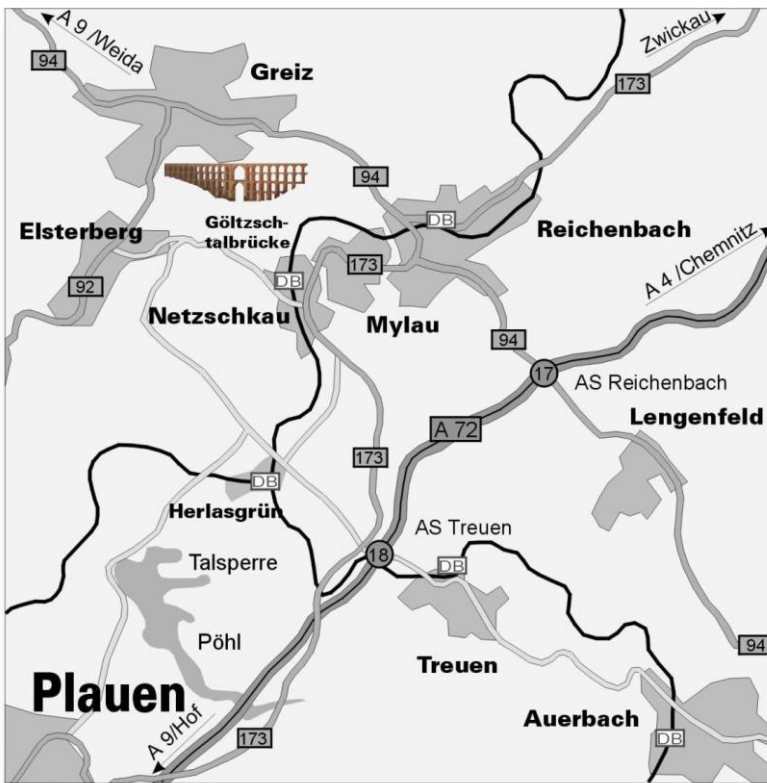 A 9 /Weida
Zwickau
94
Greiz
173
94
Göltzsch-
talbrücke
Elsterberg
DB
Reichenbach
173
A 4 /Chemnitz
92
DB
Netzschkau
Mylau
94
17
AS Reichenbach
Lengenfeld
A 72
173
DB
Herlasgrün
AS Treuen
18
Talsperre
DB
Pöhl
94
Treuen
Plauen
Auerbach
A 9/Hof
173
DB